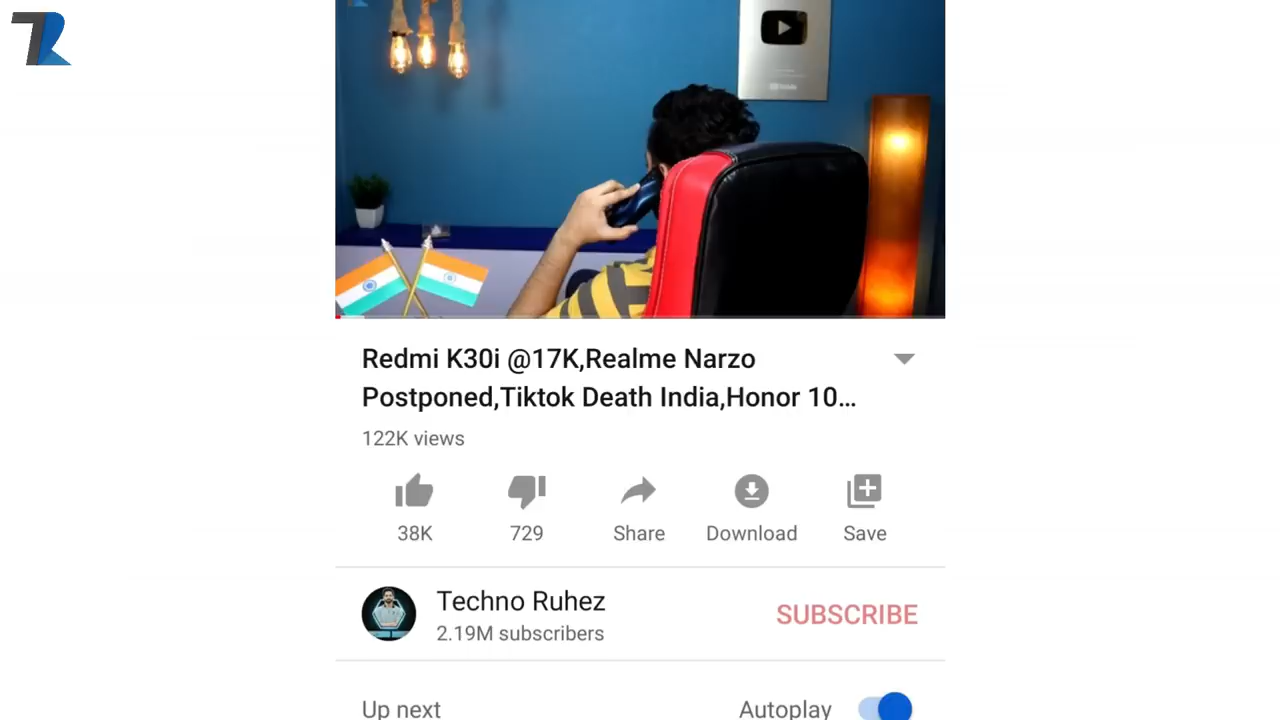 Redmi K30i @17K,Realme Narzo
Postponed,Tiktok Death India,Honor 10...
122K views
38K
729
Share
Download
Save
Techno Ruhez
2.19M subscribers
SUBSCRIBE
Up next
Autoplay